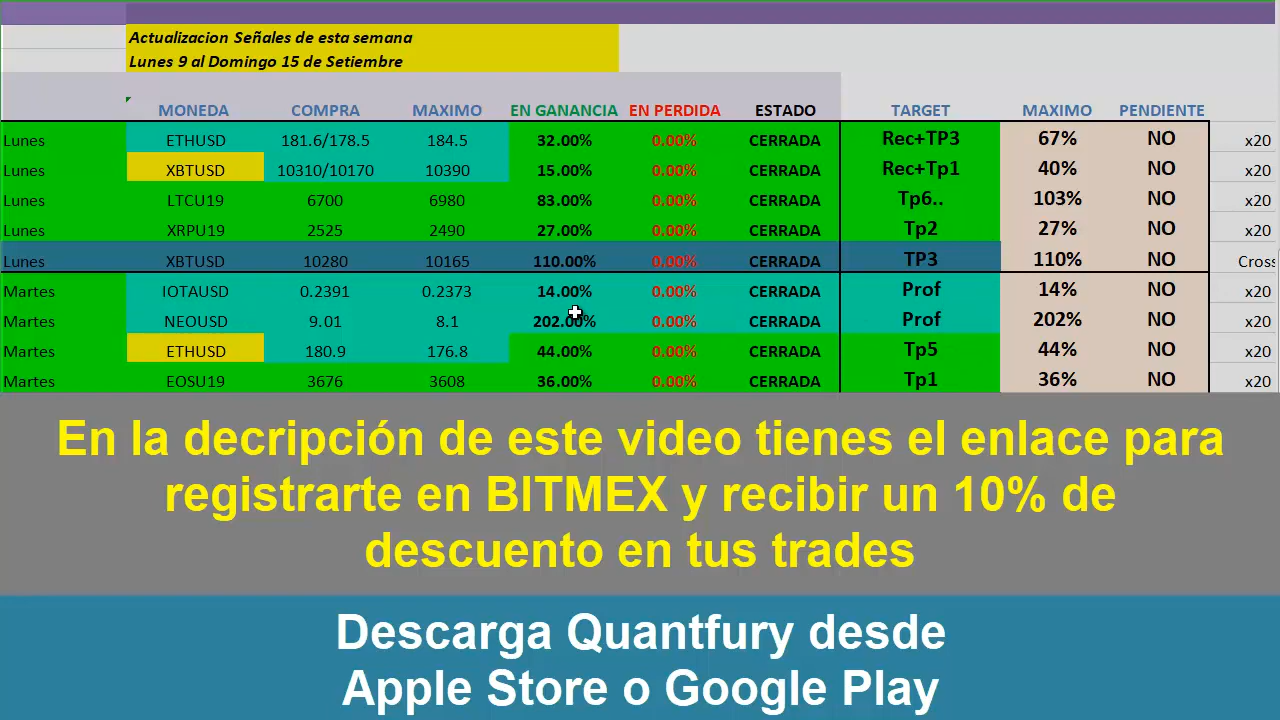 Actualizacion Señales de esta semana
Lunes 9 al Domingo 15 de Setiembre
MONEDA COMPRA MAXIMO EN GANANCIA EN PERDIDA ESTADO TARGET MAXIMO PENDIENTE
Lunes ETHUSD 181.6/178.5 184.5 32.00% 0.00% CERRADA Rec+TP3 67% NO x20
Lunes XBTUSD 10310/10170 10390 15.00% 0.00% CERRADA Rec+Tp1 40% NO x20
Lunes LTCU19 6700 6980 83.00% 0.00% CERRADA Tp6.. 103% NO x20
Lunes XRPU19 2525 2490 27.00% 0.00% CERRADA Tp2 27% NO x20
Lunes XBTUSD 10280 10165 110.00% 0.00% CERRADA TP3 110% NO Cross
Martes IOTAUSD 0.2391 0.2373 14.00% 0.00% CERRADA Prof 14% NO x20
Martes NEOUSD 9.01 8.1 202.00% 0.00% CERRADA Prof 202% NO x20
Martes ETHUSD 180.9 176.8 44.00% 0.00% CERRADA Tp5 44% NO x20
Martes EOSU19 3676 3608 36.00% 0.00% CERRADA Tp1 36% NO x20
En la decripción de este video tienes el enlace para
registrarte en BITMEX y recibir un 10% de
descuento en tus trades
Descarga Quantfury desde
Apple Store o Google Play